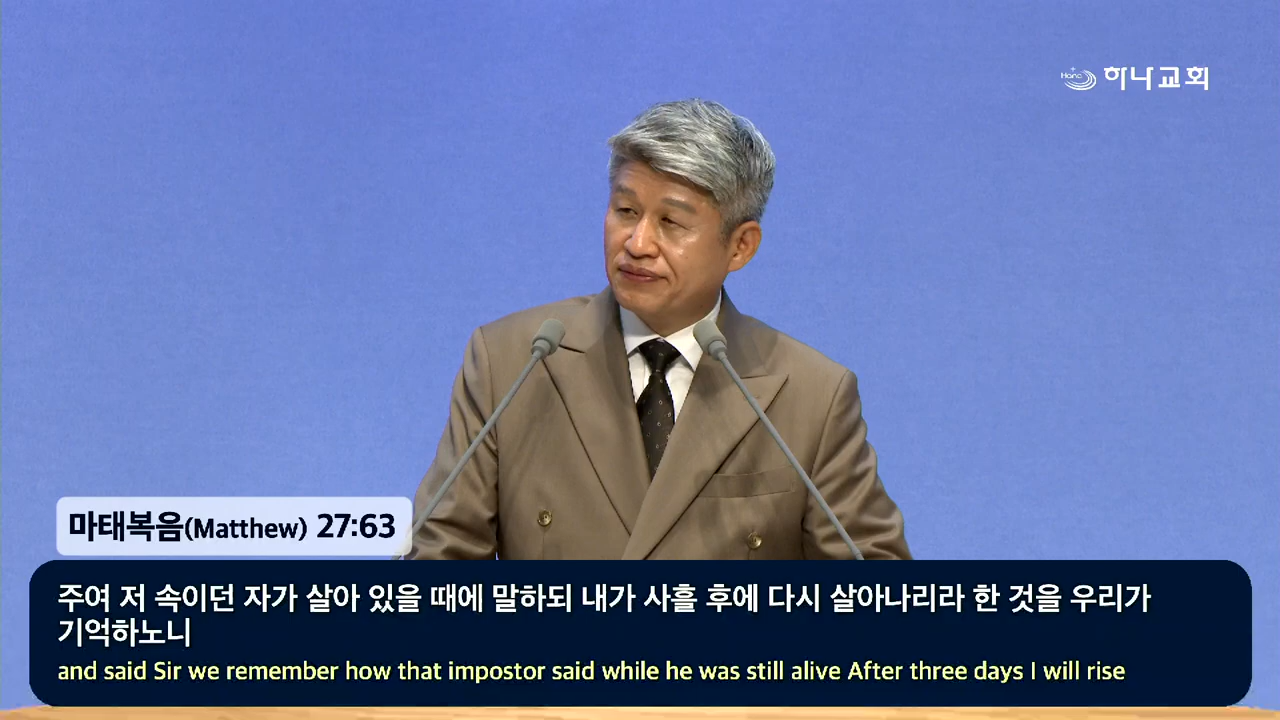 Hana 하나교회
마태복음(Matthew) 27:63
주여 저 속이던 자가 살아 있을 때에 말하되 내가 사흘 후에 다시 살아나리라 한 것을 우리가
기억하노니
and said Sir we remember how that impostor said while he was still alive After three days I will rise